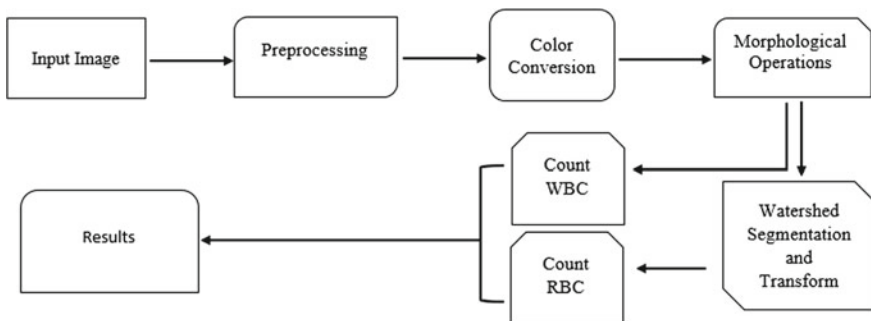 Input Image
Preprocessing
Color
Conversion
Morphological
Operations
Count
WBC
Watershed
Segmentation
and
Transform
Count
RBC
Results